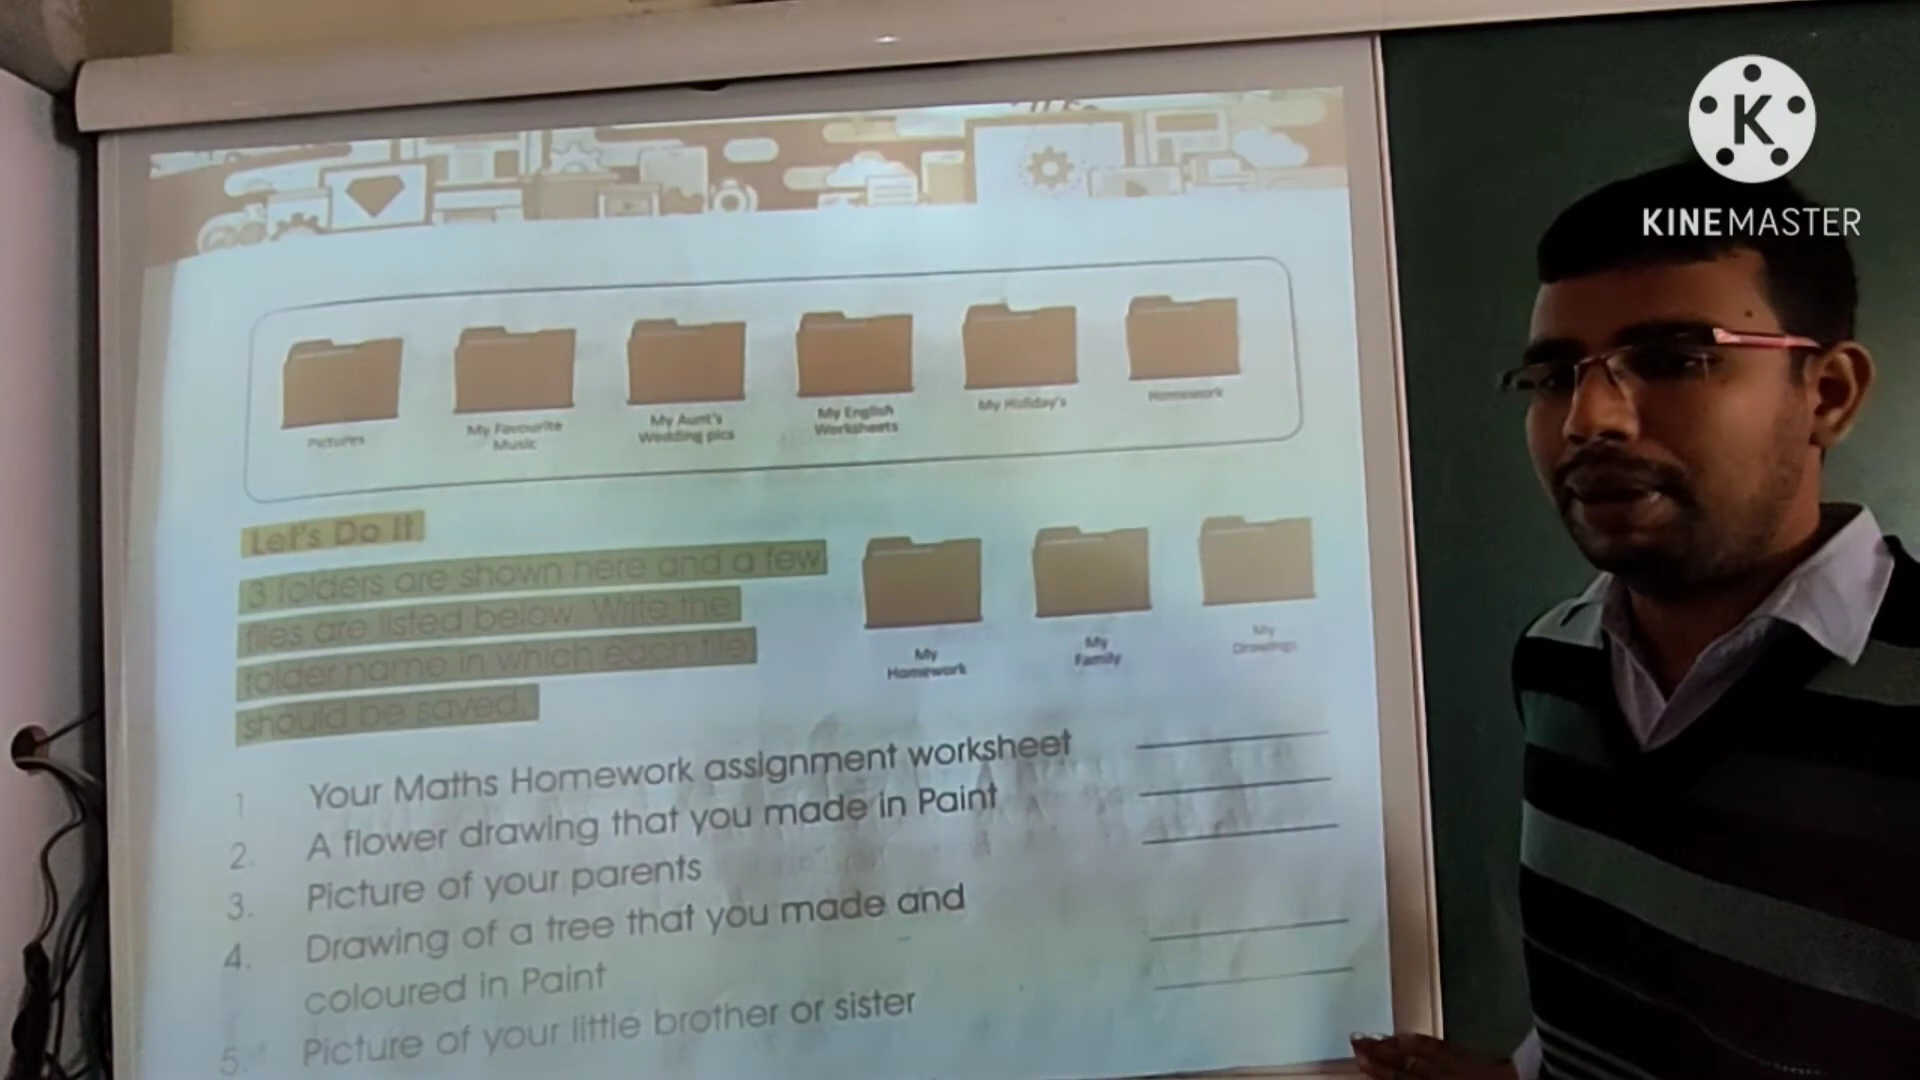 KINEMASTER
Pictures
My Favourite
Music
My Aunt's
Wedding pics
My English
Worksheets
My Holiday's
Homework
Let's Do It
3 folders are shown here and a few
files are listed below. Write the
folder name in which each file
should be saved.
My
Homework
My
Family
My
Drawings
1 Your Maths Homework assignment worksheet
2. A flower drawing that you made in Paint
3. Picture of your parents
4. Drawing of a tree that you made and
coloured in Paint
5. Picture of your little brother or sister